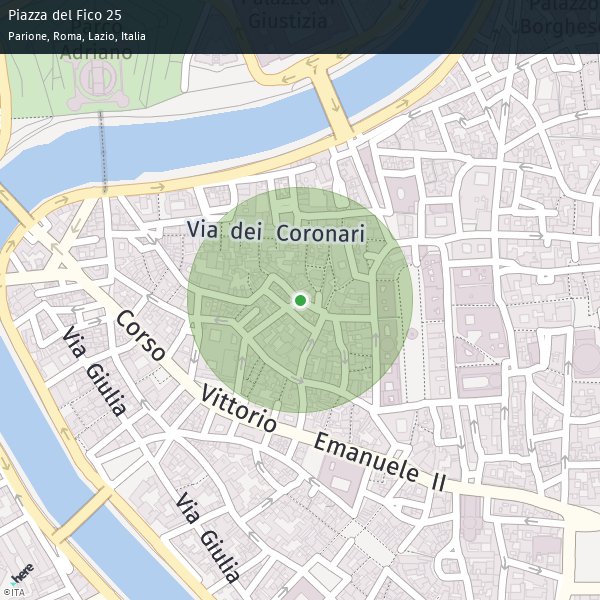 Piazza del Fico 25
Parione, Roma, Lazio, Italia
Palazzo di
Giustizia
Palazzo
Borghese
Adriano
Via dei Coronari
Corso
Vittorio
Emanuele II
Via Giulia
Via Giulia
here
©ITA